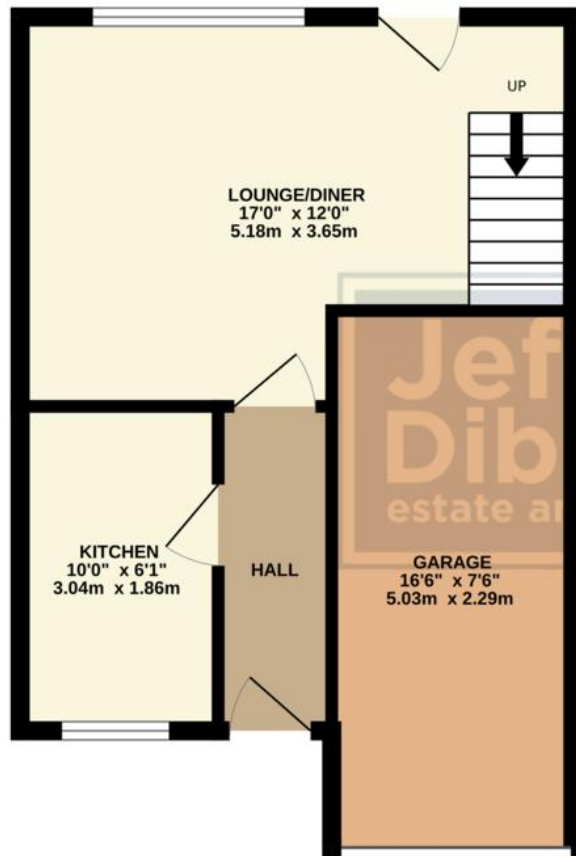 UP
LOUNGE/DINER
17'0" x 12'0"
5.18m x 3.65m
Jef
Dib
estate a
KITCHEN
10'0" x 6'1"
3.04m x 1.86m
HALL
GARAGE
16'6" x 7'6"
5.03m x 2.29m